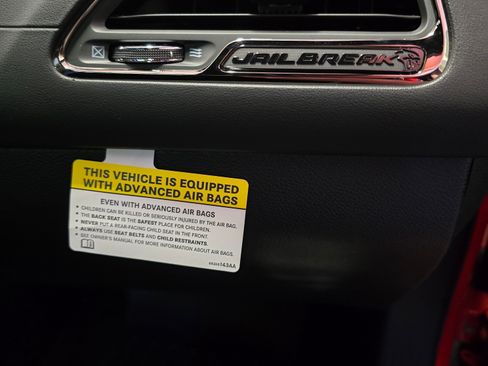 JAILBREAK
THIS VEHICLE IS EQUIPPED
WITH ADVANCED AIR BAGS
EVEN WITH ADVANCED AIR BAGS
• CHILDREN CAN BE KILLED OR SERIOUSLY INJURED BY THE AIR BAG.
• THE BACK SEAT IS THE SAFEST PLACE FOR CHILDREN.
• NEVER PUT A REAR-FACING CHILD SEAT IN THE FRONT.
• ALWAYS USE SEAT BELTS AND CHILD RESTRAINTS.
• SEE OWNER'S MANUAL FOR MORE INFORMATION ABOUT AIR BAGS.